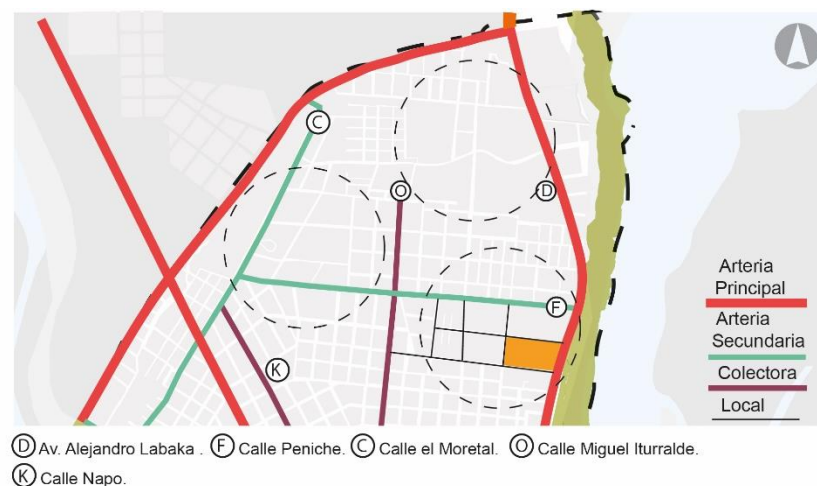 C
O
D
F
K
Arteria
Principal
Arteria
Secundaria
Colectora
Local
D Av. Alejandro Labaka . F Calle Peniche. C Calle el Moretal. O Calle Miguel Iturralde.
K Calle Napo.